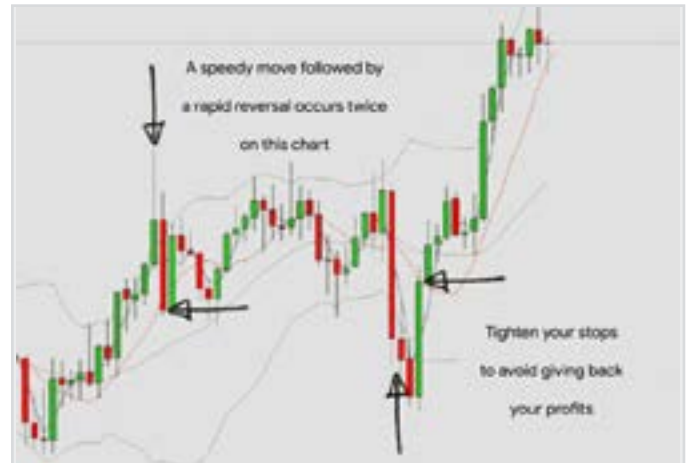 A speedy move followed by
a rapid reversal occurs twice
on this chart
Tighten your stops
to avoid giving back
your profits